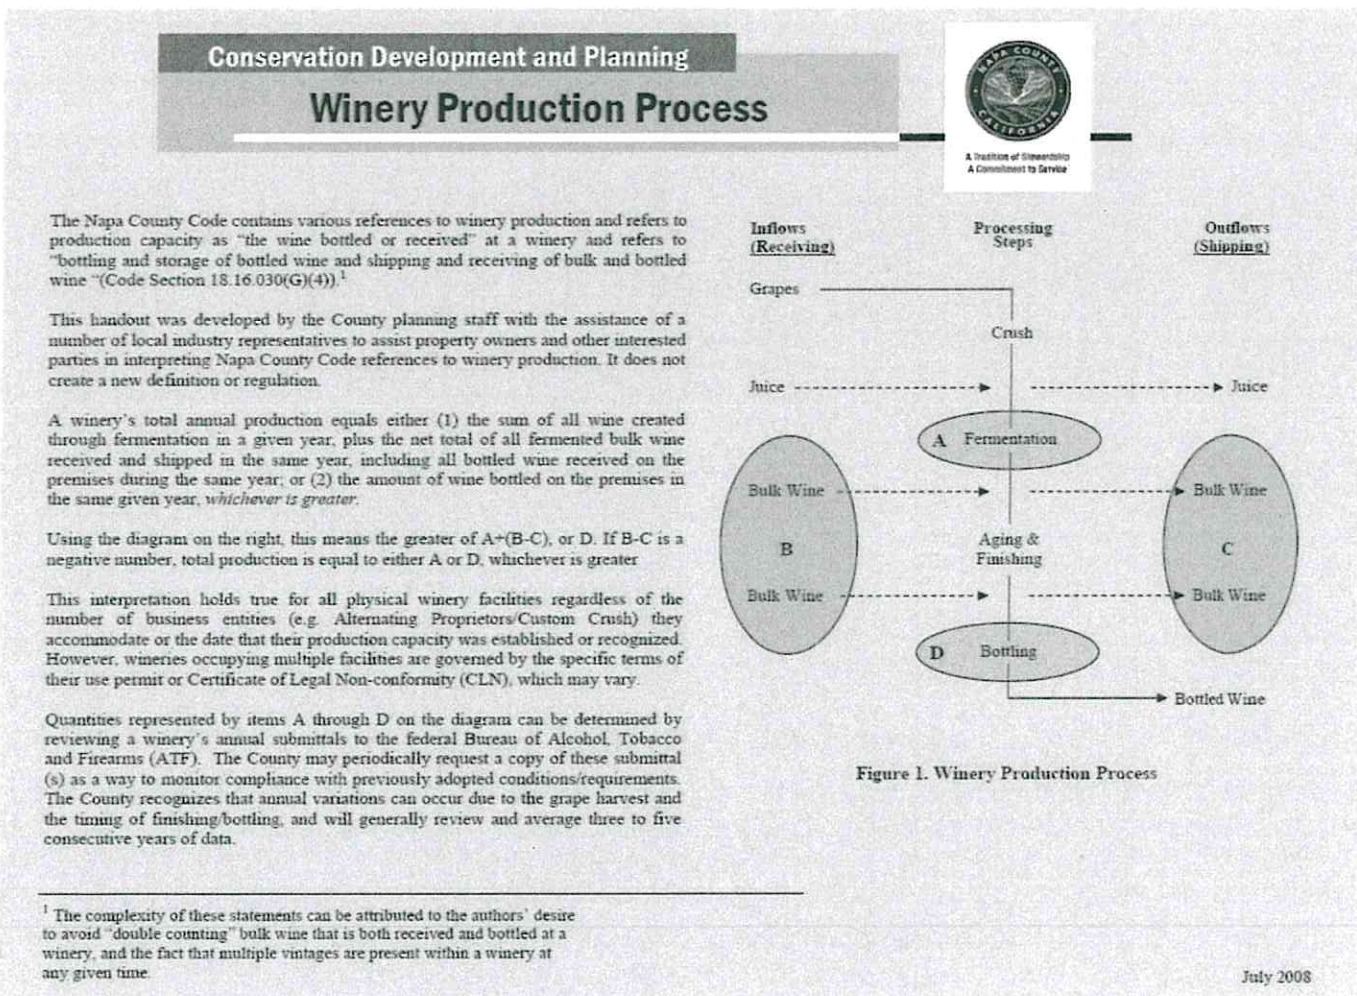 Conservation Development and Planning
Winery Production Process
NAPA COUNTY
CALIFORNIA
A Tradition of Stewardship
A Commitment to Service
The Napa County Code contains various references to winery production and refers to
production capacity as "the wine bottled or received" at a winery and refers to
"bottling and storage of bottled wine and shipping and receiving of bulk and bottled
wine "(Code Section 18.16.030(G)(4)).1
This handout was developed by the County planning staff with the assistance of a
number of local industry representatives to assist property owners and other interested
parties in interpreting Napa County Code references to winery production. It does not
create a new definition or regulation.
A winery's total annual production equals either (1) the sum of all wine created
through fermentation in a given year, plus the net total of all fermented bulk wine
received and shipped in the same year, including all bottled wine received on the
premises during the same year; or (2) the amount of wine bottled on the premises in
the same given year, whichever is greater.
Using the diagram on the right, this means the greater of A+(B-C), or D. If B-C is a
negative number, total production is equal to either A or D, whichever is greater
This interpretation holds true for all physical winery facilities regardless of the
number of business entities (e.g. Alternating Proprietors/Custom Crush) they
accommodate or the date that their production capacity was established or recognized.
However, wineries occupying multiple facilities are governed by the specific terms of
their use permit or Certificate of Legal Non-conformity (CLN), which may vary.
Quantities represented by items A through D on the diagram can be determined by
reviewing a winery's annual submittals to the federal Bureau of Alcohol, Tobacco
and Firearms (ATF). The County may periodically request a copy of these submittal
(s) as a way to monitor compliance with previously adopted conditions/requirements.
The County recognizes that annual variations can occur due to the grape harvest and
the timing of finishing/bottling, and will generally review and average three to five
consecutive years of data.
Inflows
(Receiving)
Processing
Steps
Outflows
(Shipping)
Grapes
Crush
Juice
Juice
A Fermentation
Bulk Wine
Bulk Wine
B
Aging &
Finishing
C
Bulk Wine
Bulk Wine
D Bottling
Bottled Wine
Figure 1. Winery Production Process
1 The complexity of these statements can be attributed to the authors' desire
to avoid "double counting" bulk wine that is both received and bottled at a
winery, and the fact that multiple vintages are present within a winery at
any given time.
July 2008